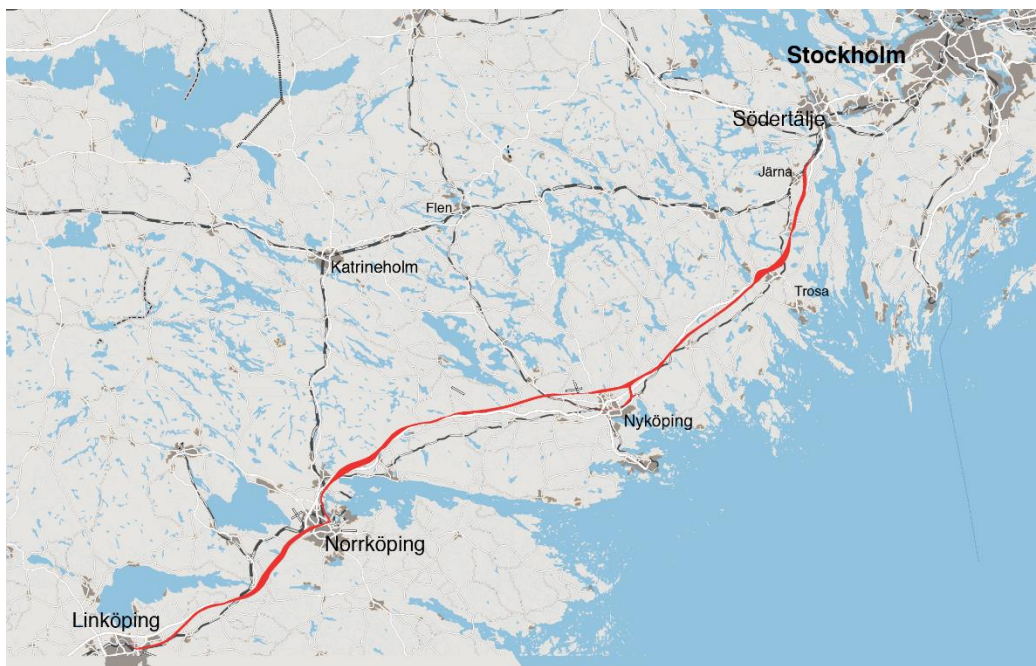 Stockholm
Södertälje
Järna
Flen
Katrineholm
Trosa
Nyköping
Norrköping
Linköping